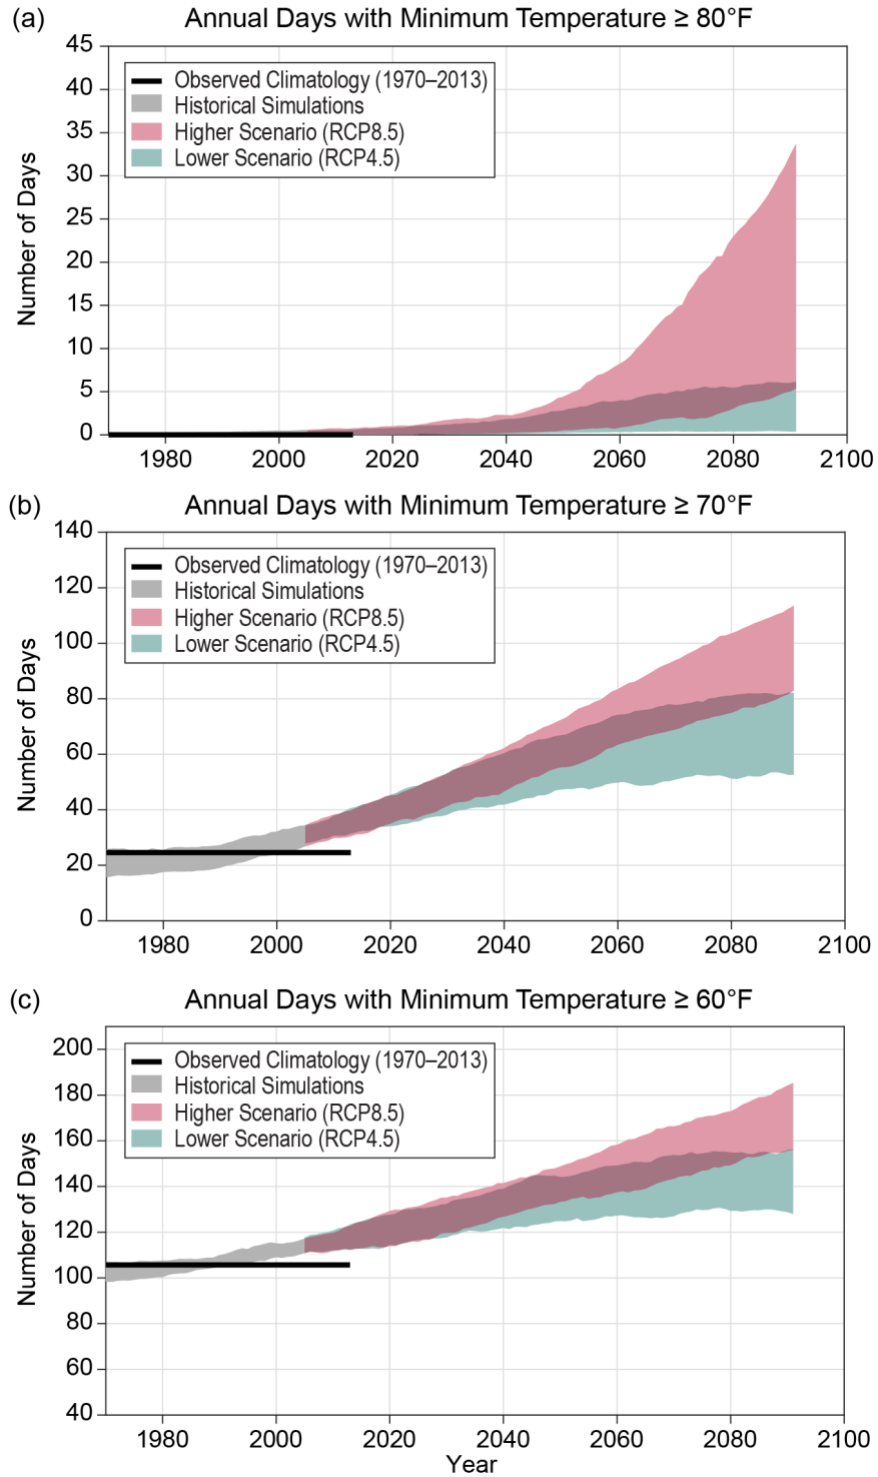 (a) Annual Days with Minimum Temperature ≥ 80°F
45
40
35
30
25
20
15
10
5
0
Number of Days
Observed Climatology (1970–2013)
Historical Simulations
Higher Scenario (RCP8.5)
Lower Scenario (RCP4.5)
1980 2000 2020 2040 2060 2080 2100
(b) Annual Days with Minimum Temperature ≥ 70°F
140
120
100
80
60
40
20
0
Number of Days
Observed Climatology (1970–2013)
Historical Simulations
Higher Scenario (RCP8.5)
Lower Scenario (RCP4.5)
1980 2000 2020 2040 2060 2080 2100
(c) Annual Days with Minimum Temperature ≥ 60°F
200
180
160
140
120
100
80
60
40
Number of Days
Observed Climatology (1970–2013)
Historical Simulations
Higher Scenario (RCP8.5)
Lower Scenario (RCP4.5)
1980 2000 2020 2040 2060 2080 2100
Year